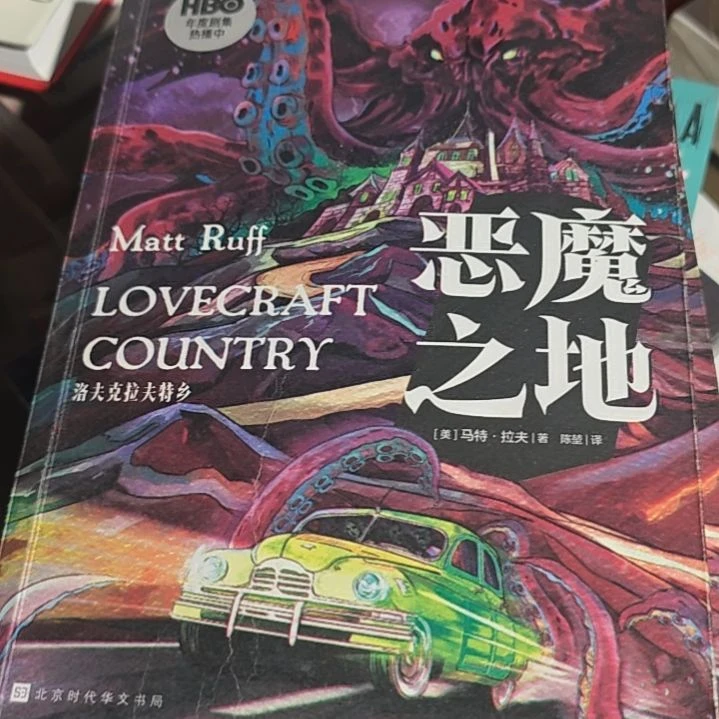 HBO
年度剧集
热播中
Matt Ruff
LOVECRAFT
COUNTRY
洛夫克拉夫特乡
恶魔
之地
[美]马特·拉夫|著 陈堃|译
北京时代华文书局
A